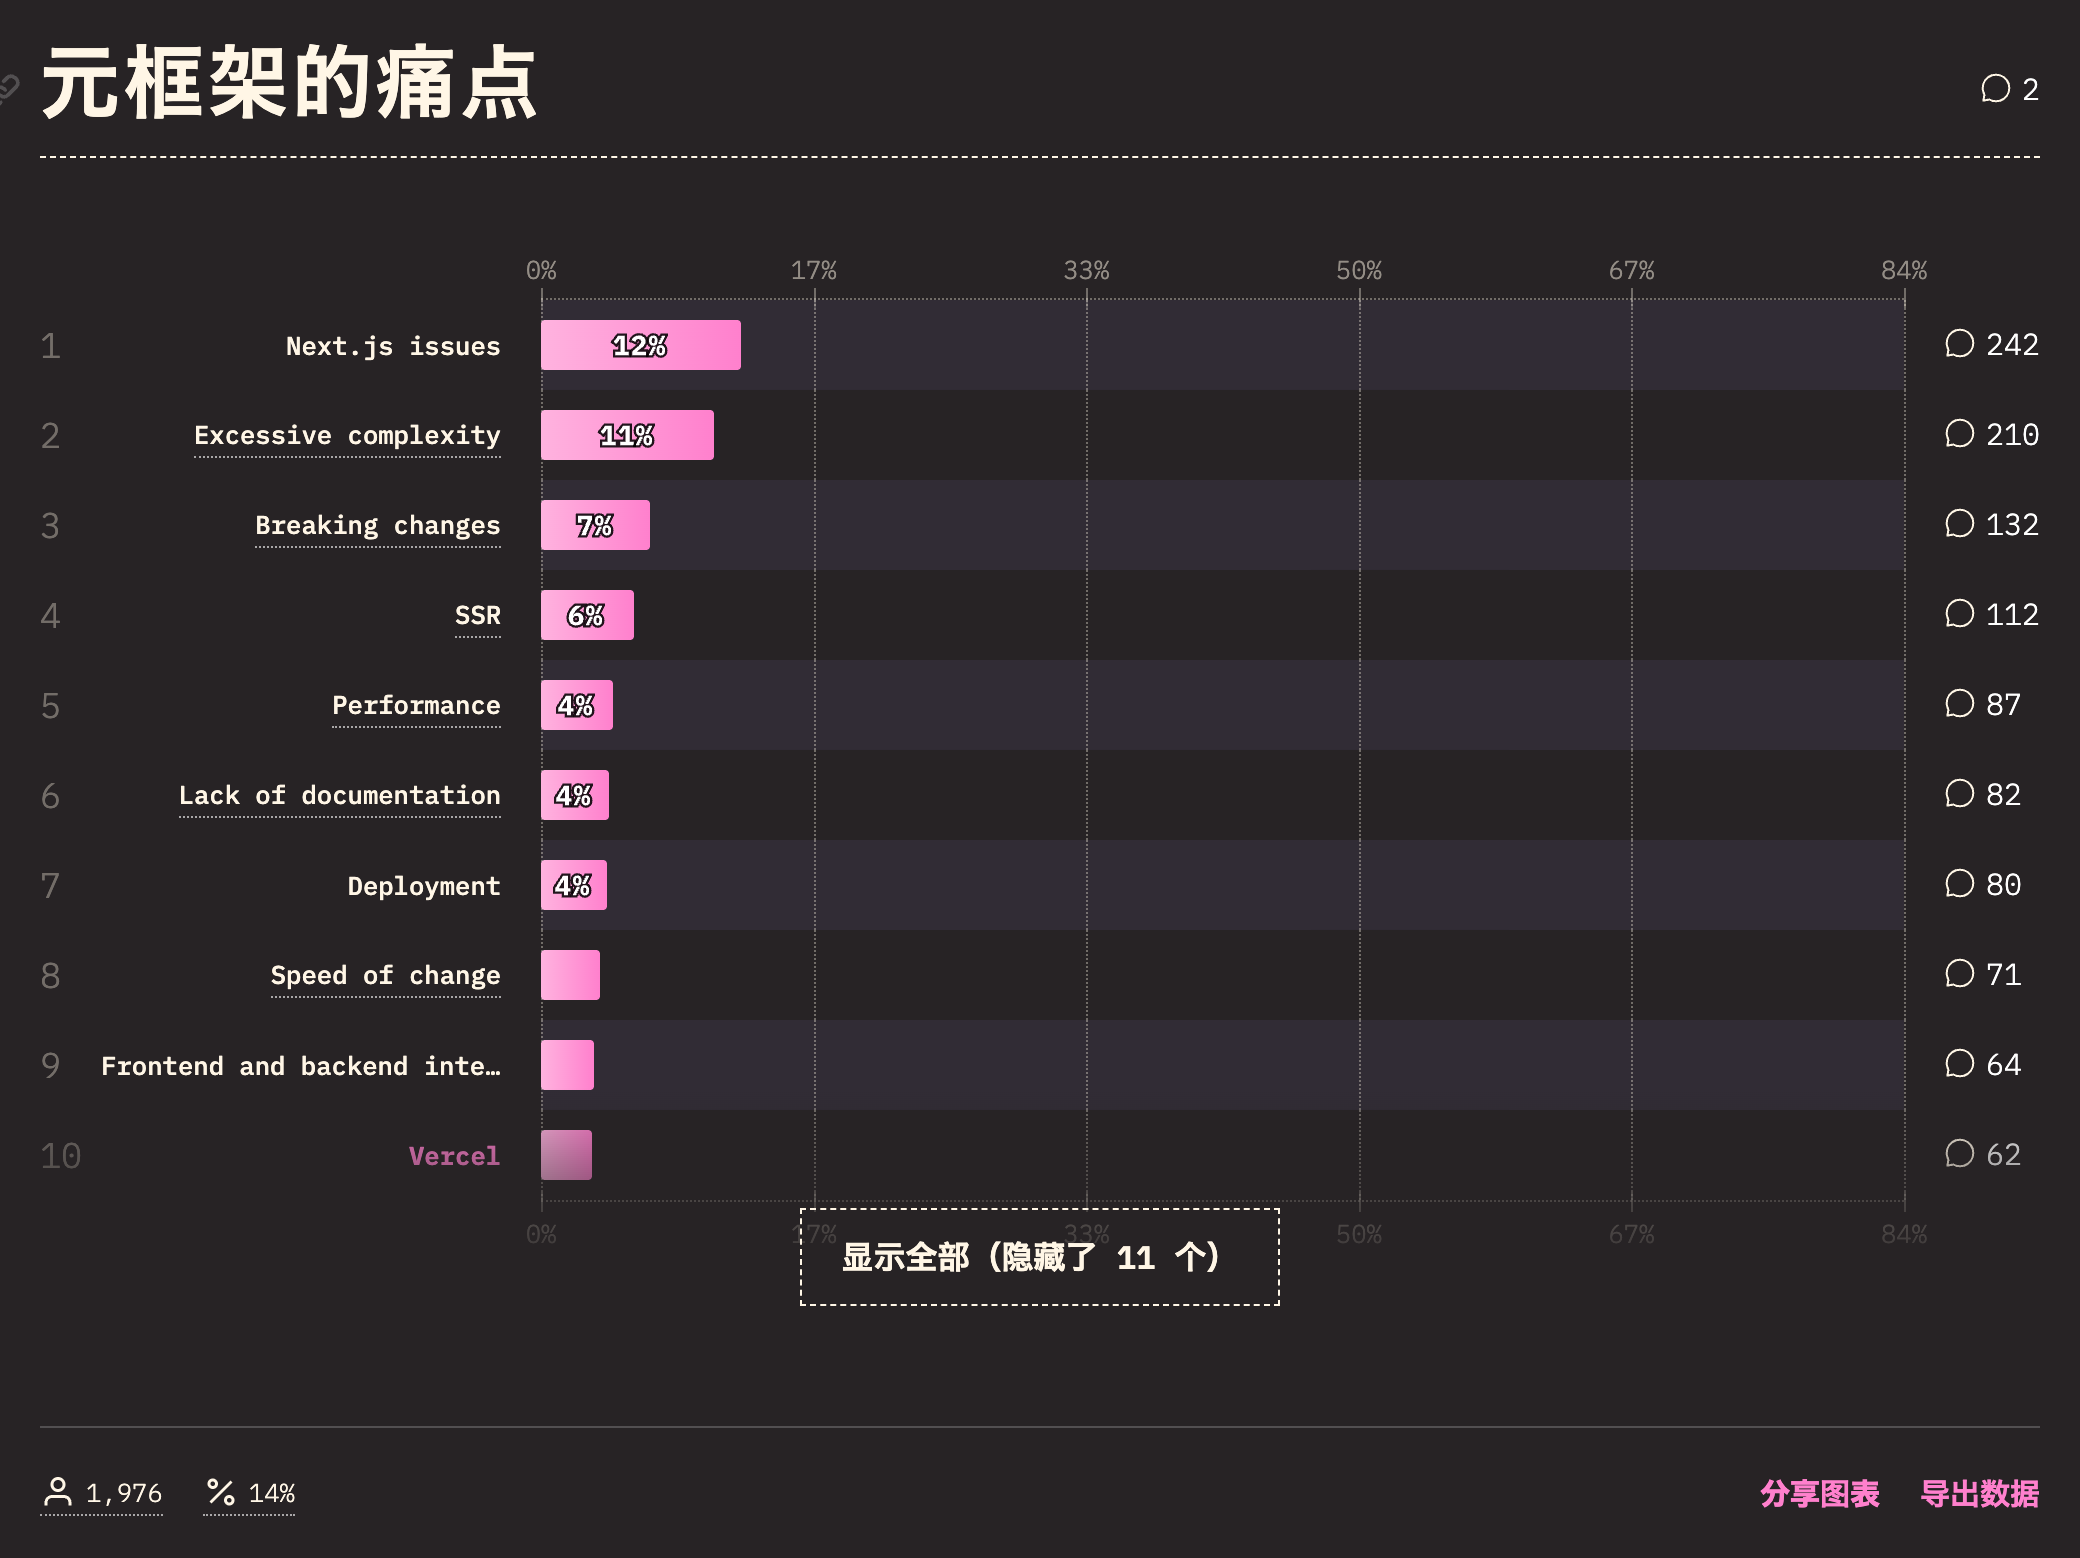 元框架的痛点
2
0% 17% 33% 50% 67% 84%
1 Next.js issues 12% 242
2 Excessive complexity 11% 210
3 Breaking changes 7% 132
4 SSR 6% 112
5 Performance 4% 87
6 Lack of documentation 4% 82
7 Deployment 4% 80
8 Speed of change 71
9 Frontend and backend inte… 64
10 Vercel 62
0% 17% 33% 50% 67% 84%
显示全部（隐藏了 11 个）
1,976 14% 分享图表 导出数据